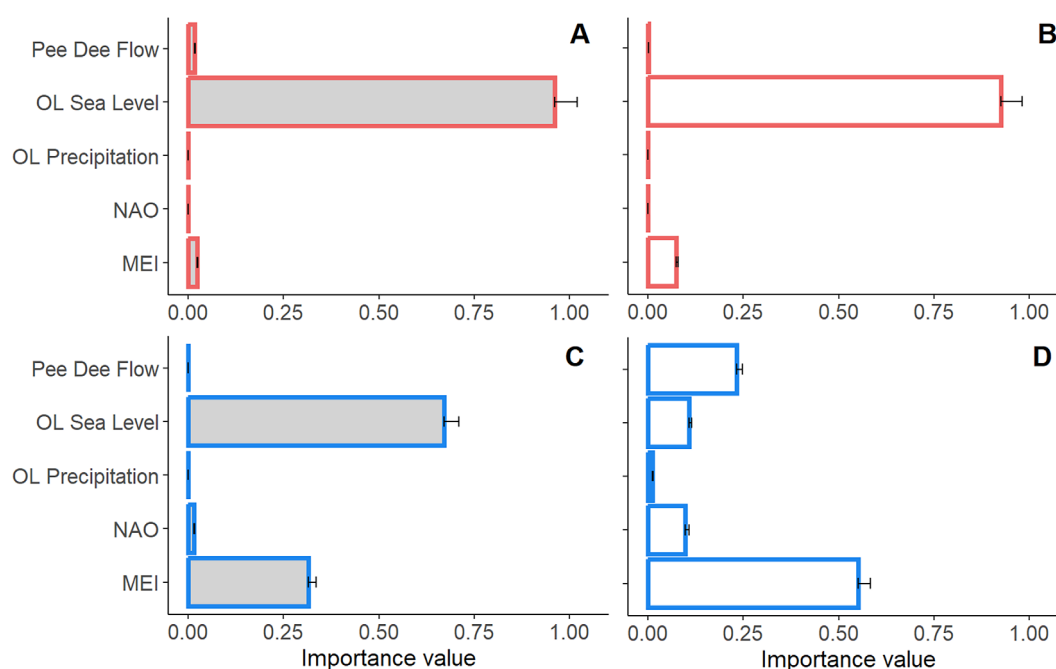 A
B
Pee Dee Flow
OL Sea Level
OL Precipitation
NAO
MEI
0.00 0.25 0.50 0.75 1.00
0.00 0.25 0.50 0.75 1.00
C
D
Pee Dee Flow
OL Sea Level
OL Precipitation
NAO
MEI
0.00 0.25 0.50 0.75 1.00
0.00 0.25 0.50 0.75 1.00
Importance value
Importance value